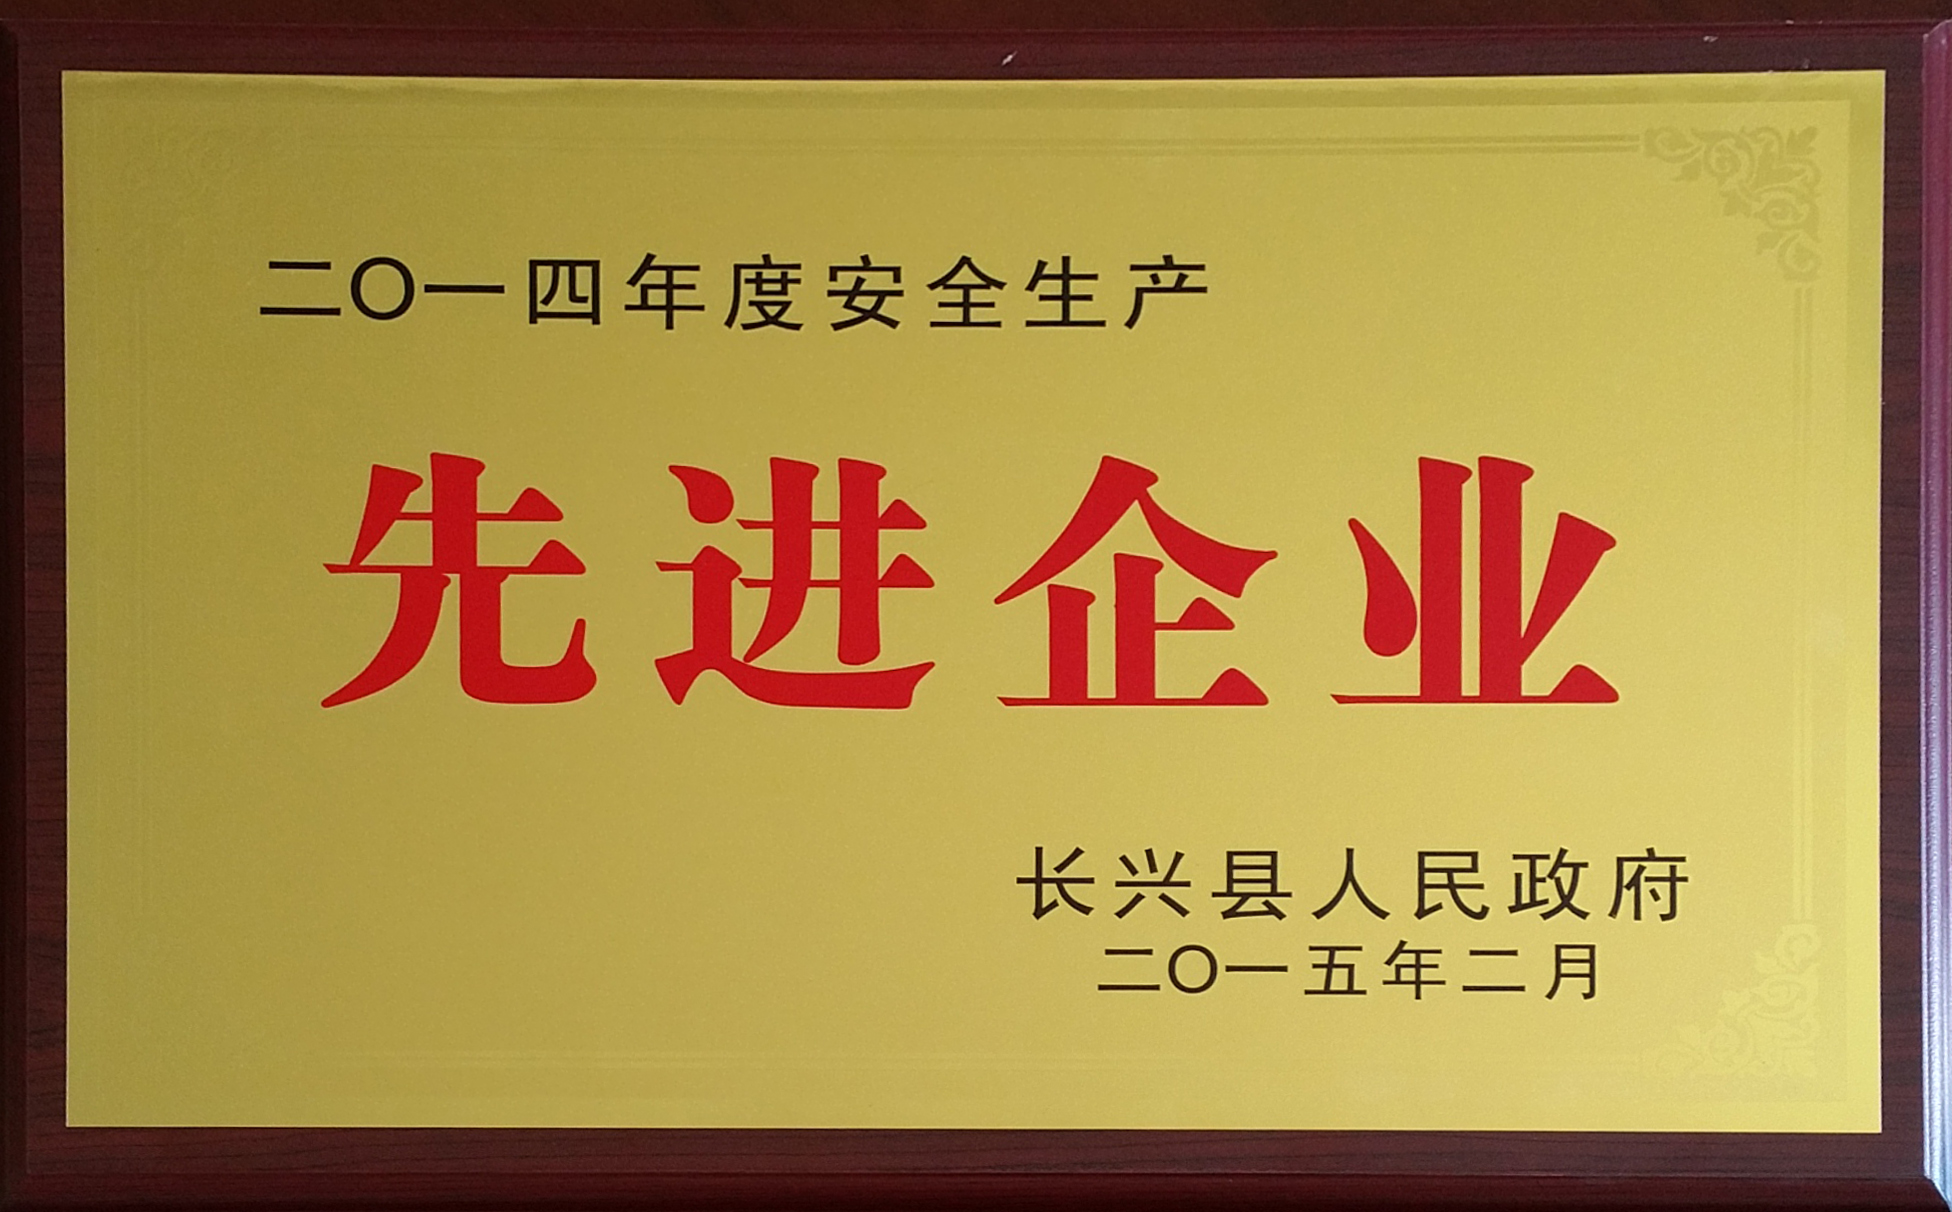 二〇一四年度安全生产
先进企业
长兴县人民政府
二〇一五年二月